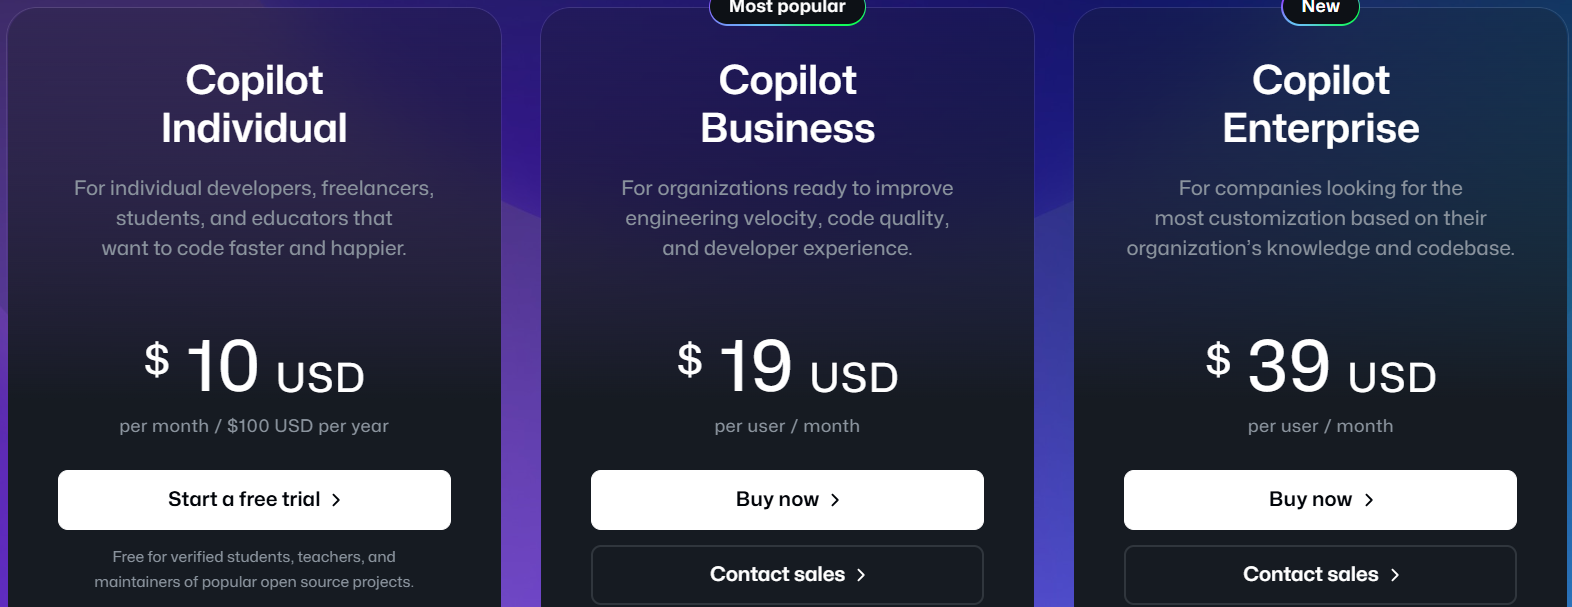 Copilot
Individual
For individual developers, freelancers,
students, and educators that
want to code faster and happier.
$ 10 USD
per month / $100 USD per year
Start a free trial >
Free for verified students, teachers, and
maintainers of popular open source projects.
Most popular
Copilot
Business
For organizations ready to improve
engineering velocity, code quality,
and developer experience.
$ 19 USD
per user / month
Buy now >
Contact sales >
New
Copilot
Enterprise
For companies looking for the
most customization based on their
organization’s knowledge and codebase.
$ 39 USD
per user / month
Buy now >
Contact sales >